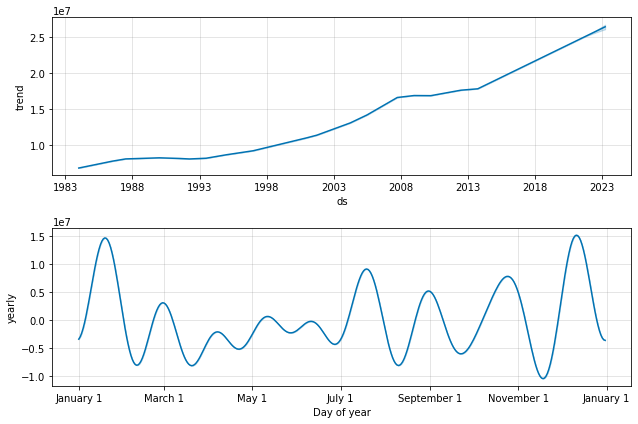 1e7
2.5
2.0
1.5
1.0
trend
1983 1988 1993 1998 2003 2008 2013 2018 2023
ds
1e7
1.5
1.0
0.5
0.0
−0.5
−1.0
yearly
January 1 March 1 May 1 July 1 September 1 November 1 January 1
Day of year